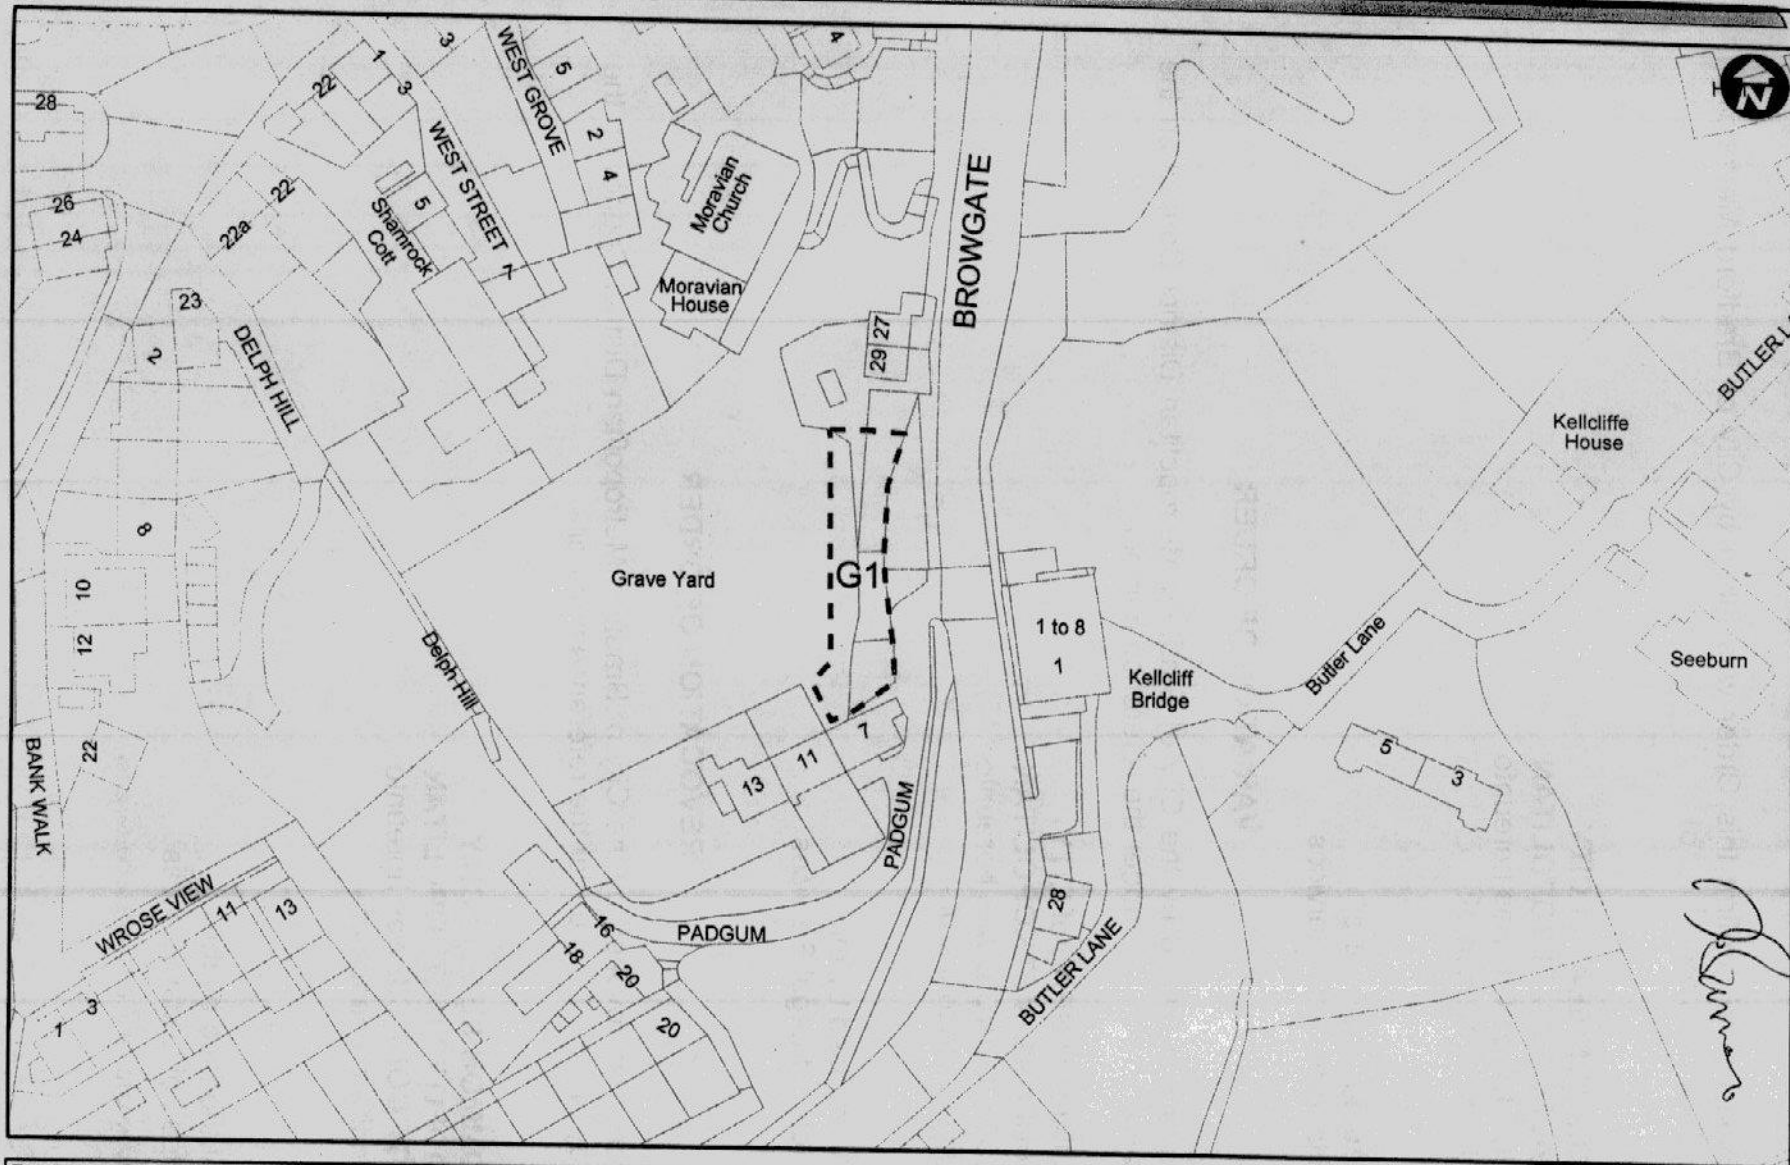 28
22
1
3
3
WEST GROVE
5
2
4
4
N
WEST STREET
Moravian
Church
BROWGATE
26
24
22a
22
5
Shamrock
Cott
7
Moravian
House
23
2
DELPH HILL
27
29
BUTLER
Kellcliffe
House
8
10
12
Grave Yard
G1
1 to 8
1
Delph Hill
Kellcliff
Bridge
Butler Lane
Seeburn
22
BANK WALK
13
11
7
PADGUM
5
3
WROSE VIEW
11
13
16
18
20
PADGUM
28
BUTLER LANE
3
1
20